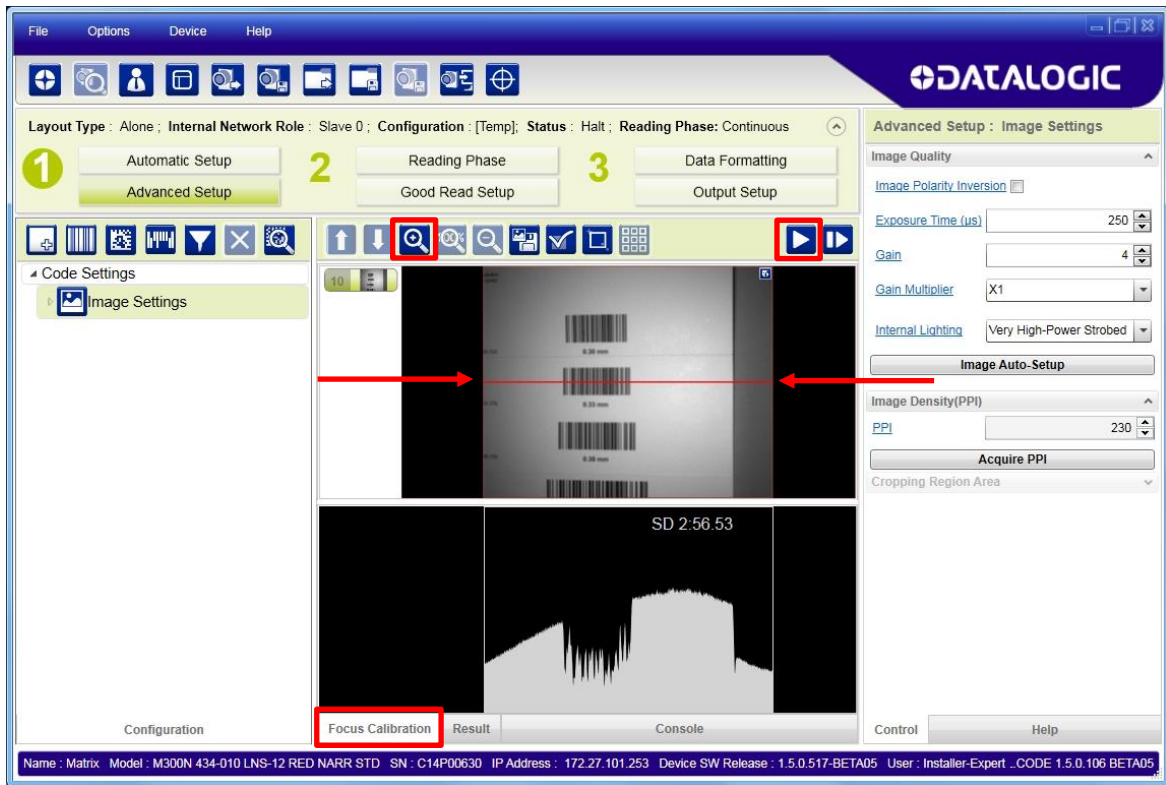 File Options Device Help
DATALOGIC
Layout Type : Alone ; Internal Network Role : Slave 0 ; Configuration : [Temp]; Status : Halt ; Reading Phase: Continuous
1 Automatic Setup
Advanced Setup
2 Reading Phase
Good Read Setup
3 Data Formatting
Output Setup
Code Settings
Image Settings
Configuration
10
0.30 mm
0.33 mm
0.38 mm
SD 2:56.53
Focus Calibration Result Console
Advanced Setup : Image Settings
Image Quality
Image Polarity Inversion
Exposure Time (µs) 250
Gain 4
Gain Multiplier X1
Internal Lighting Very High-Power Strobed
Image Auto-Setup
Image Density(PPI)
PPI 230
Acquire PPI
Cropping Region Area
Control Help
Name : Matrix Model : M300N 434-010 LNS-12 RED NARR STD SN : C14P00630 IP Address : 172.27.101.253 Device SW Release : 1.5.0.517-BETA05 User : Installer-Expert _CODE 1.5.0.106 BETA05